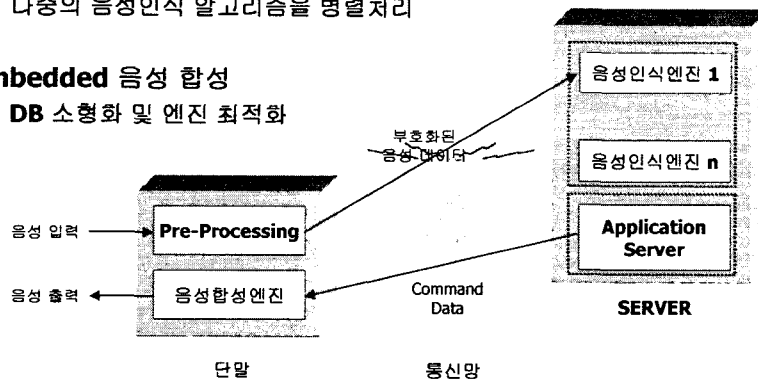 다중의 음성인식 알고리즘을 병렬처리
nbedded 음성 합성
DB 소형화 및 엔진 최적화
음성인식엔진 1
부호화된
음성 데이터
음성인식엔진 n
음성 입력
Pre-Processing
Application
Server
음성 출력
음성합성엔진
Command
Data
SERVER
단말
통신망